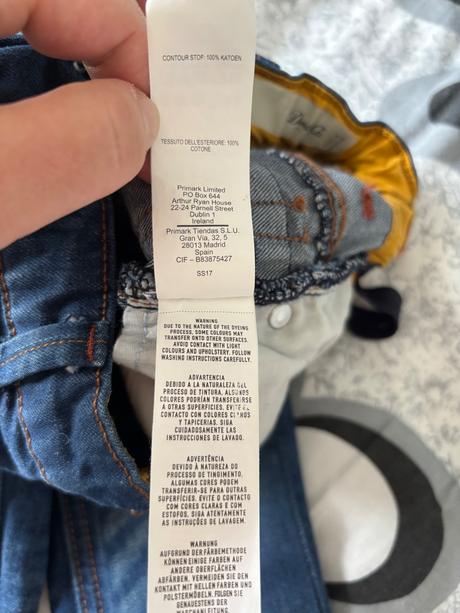 CONTOUR STOF: 100% KATOEN
TESSUTO DELL'ESTERIORE: 100%
COTONE
Primark Limited
PO Box 644
Arthur Ryan House
22-24 Parnell Street
Dublin 1
Ireland
Primark Tiendas S.L.U.
Gran Via, 32, 5
28013 Madrid
Spain
CIF – B83875427
SS17
WARNING
DUE TO THE NATURE OF THE DYEING
PROCESS, SOME COLOURS MAY
TRANSFER ONTO OTHER SURFACES.
AVOID CONTACT WITH LIGHT
COLOURS AND UPHOLSTERY. FOLLOW
WASHING INSTRUCTIONS CAREFULLY.
ADVARTENCIA
DEBIDO A LA NATURALEZA DEL
PROCESO DE TINTURA, ALGUNOS
COLORES PODRÍAN TRANSFERIRSE
A OTRAS SUPERFICIES. EVITE EL
CONTACTO CON COLORES CLAROS
Y TAPICERIAS. SIGA
CUIDADOSAMENTE LAS
INSTRUCCIONES DE LAVADO.
ADVERTÊNCIA
DEVIDO À NATUREZA DO
PROCESSO DE TINGIMENTO,
ALGUMAS CORES PODEM
TRANSFERIR-SE PARA OUTRAS
SUPERFÍCIES. EVITE O CONTATO
COM CORES CLARAS E COM
ESTOFOS, SIGA ATENTAMENTE
AS INSTRUÇÕES DE LAVAGEM.
WARNUNG
AUFGRUND DER FÄRBEMETHODE
KÖNNEN EINIGE FARBEN AUF
ANDERE OBERFLÄCHEN
ABFÄRBEN. VERMEIDEN SIE DEN
KONTAKT MIT HELLEN FARBEN UND
POLSTERMÖBELN. FOLGEN SIE
GENAUESTENS DER
WASCHANLEITUNG